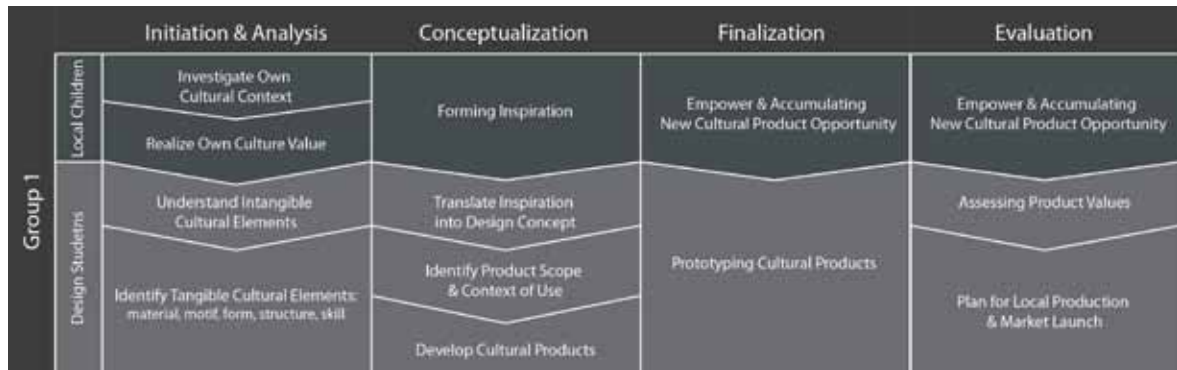 Initiation & Analysis
Conceptualization
Finalization
Evaluation
Group 1
Local Children
Investigate Own
Cultural Context
Realize Own Culture Value
Forming Inspiration
Empower & Accumulating
New Cultural Product Opportunity
Empower & Accumulating
New Cultural Product Opportunity
Design Studetns
Understand Intangible
Cultural Elements
Identify Tangible Cultural Elements:
material, motif, form, structure, skill
Translate Inspiration
into Design Concept
Identify Product Scope
& Context of Use
Develop Cultural Products
Prototyping Cultural Products
Assessing Product Values
Plan for Local Production
& Market Launch